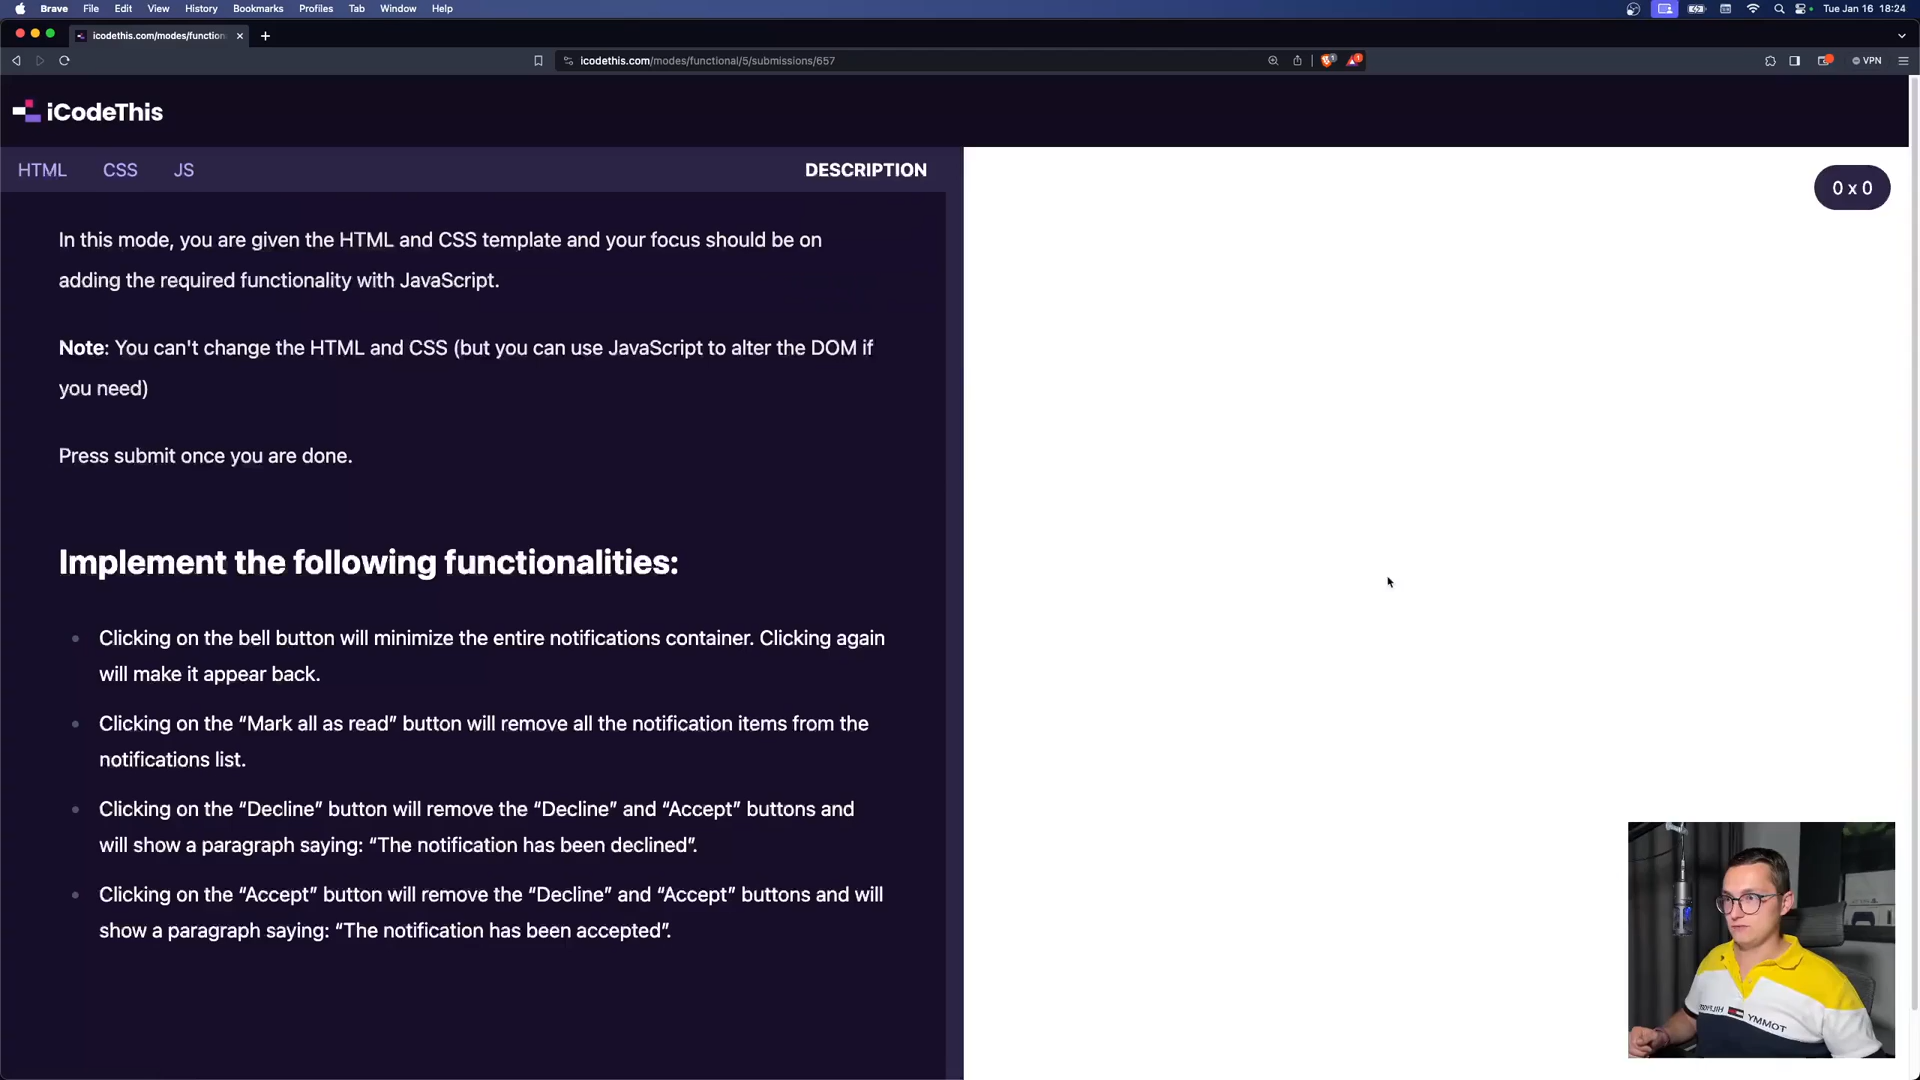 Brave File Edit View History Bookmarks Profiles Tab Window Help
Tue Jan 16 18:24
icodethis.com/modes/function
icodethis.com/modes/functional/5/submissions/657
VPN
iCodeThis
HTML CSS JS DESCRIPTION
0 x 0
In this mode, you are given the HTML and CSS template and your focus should be on
adding the required functionality with JavaScript.
Note: You can't change the HTML and CSS (but you can use JavaScript to alter the DOM if
you need)
Press submit once you are done.
Implement the following functionalities:
Clicking on the bell button will minimize the entire notifications container. Clicking again
will make it appear back.
Clicking on the “Mark all as read” button will remove all the notification items from the
notifications list.
Clicking on the “Decline” button will remove the “Decline” and “Accept” buttons and
will show a paragraph saying: “The notification has been declined”.
Clicking on the “Accept” button will remove the “Decline” and “Accept” buttons and will
show a paragraph saying: “The notification has been accepted”.
TOMMY